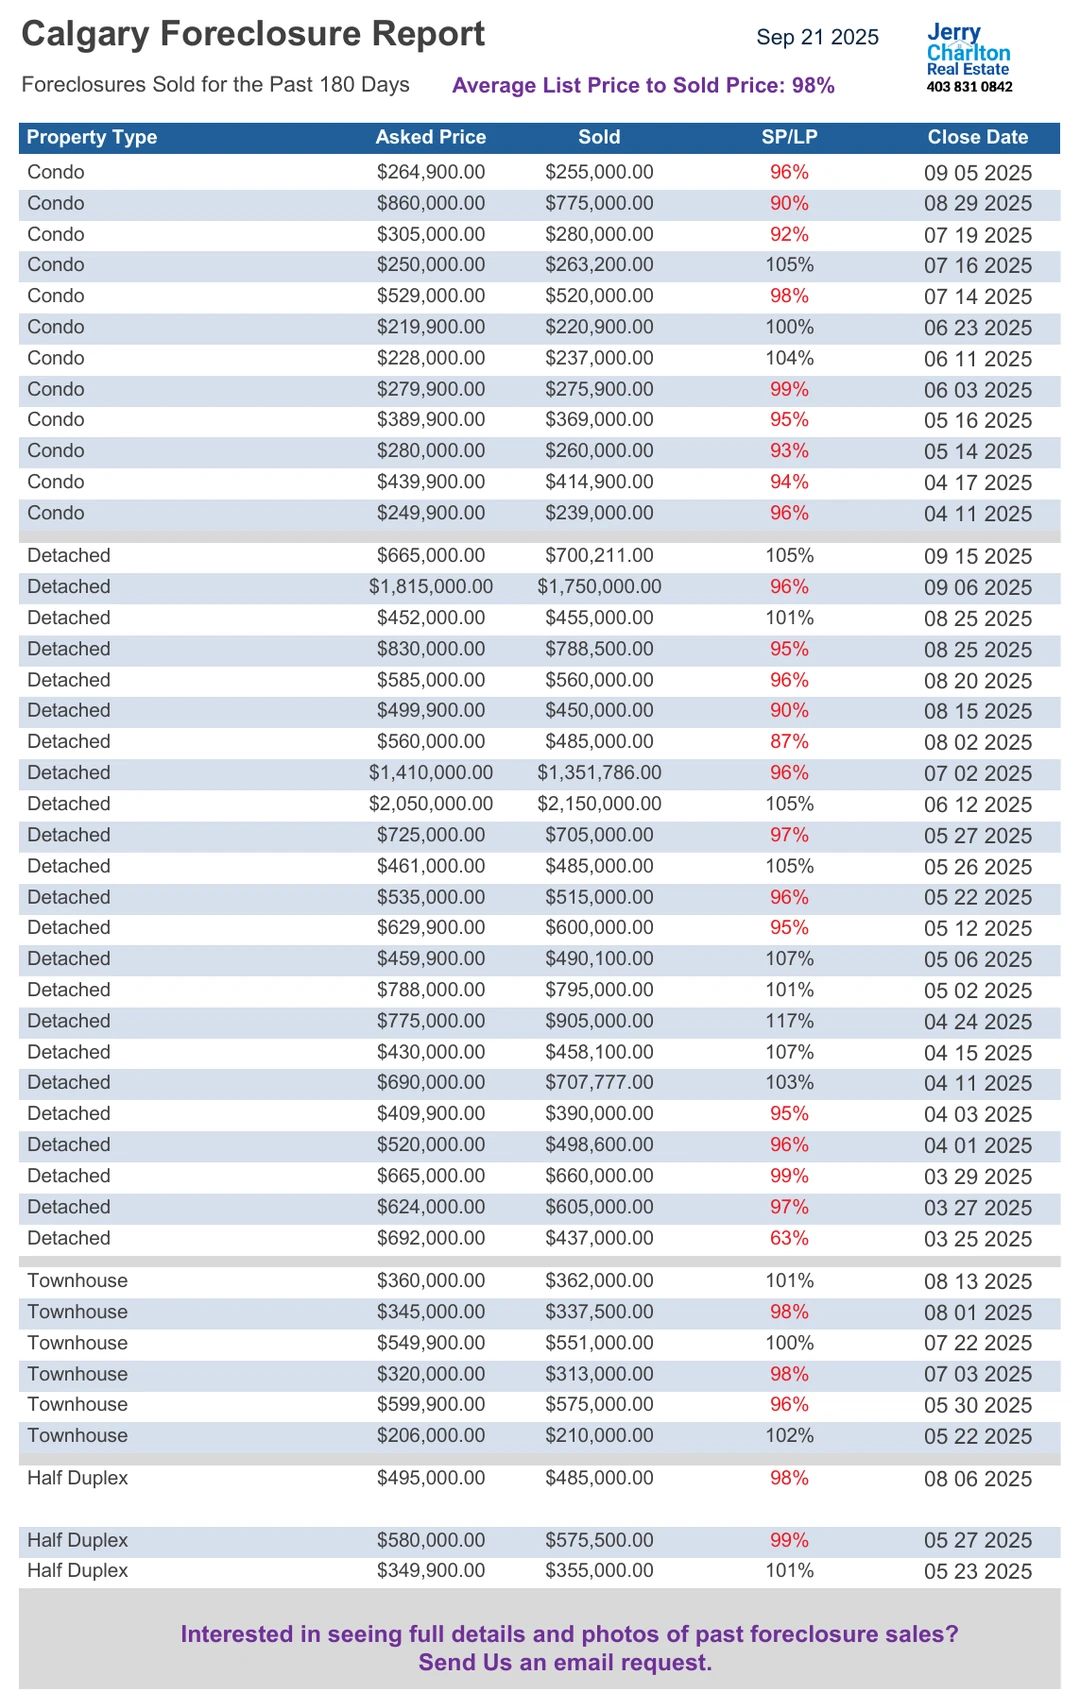 Calgary Foreclosure Report
Sep 21 2025
Jerry
Charlton
Real Estate
403 831 0842
Foreclosures Sold for the Past 180 Days Average List Price to Sold Price: 98%
Property Type Asked Price Sold SP/LP Close Date
Condo $264,900.00 $255,000.00 96% 09 05 2025
Condo $860,000.00 $775,000.00 90% 08 29 2025
Condo $305,000.00 $280,000.00 92% 07 19 2025
Condo $250,000.00 $263,200.00 105% 07 16 2025
Condo $529,000.00 $520,000.00 98% 07 14 2025
Condo $219,900.00 $220,900.00 100% 06 23 2025
Condo $228,000.00 $237,000.00 104% 06 11 2025
Condo $279,900.00 $275,900.00 99% 06 03 2025
Condo $389,900.00 $369,000.00 95% 05 16 2025
Condo $280,000.00 $260,000.00 93% 05 14 2025
Condo $439,900.00 $414,900.00 94% 04 17 2025
Condo $249,900.00 $239,000.00 96% 04 11 2025
Detached $665,000.00 $700,211.00 105% 09 15 2025
Detached $1,815,000.00 $1,750,000.00 96% 09 06 2025
Detached $452,000.00 $455,000.00 101% 08 25 2025
Detached $830,000.00 $788,500.00 95% 08 25 2025
Detached $585,000.00 $560,000.00 96% 08 20 2025
Detached $499,900.00 $450,000.00 90% 08 15 2025
Detached $560,000.00 $485,000.00 87% 08 02 2025
Detached $1,410,000.00 $1,351,786.00 96% 07 02 2025
Detached $2,050,000.00 $2,150,000.00 105% 06 12 2025
Detached $725,000.00 $705,000.00 97% 05 27 2025
Detached $461,000.00 $485,000.00 105% 05 26 2025
Detached $535,000.00 $515,000.00 96% 05 22 2025
Detached $629,900.00 $600,000.00 95% 05 12 2025
Detached $459,900.00 $490,100.00 107% 05 06 2025
Detached $788,000.00 $795,000.00 101% 05 02 2025
Detached $775,000.00 $905,000.00 117% 04 24 2025
Detached $430,000.00 $458,100.00 107% 04 15 2025
Detached $690,000.00 $707,777.00 103% 04 11 2025
Detached $409,900.00 $390,000.00 95% 04 03 2025
Detached $520,000.00 $498,600.00 96% 04 01 2025
Detached $665,000.00 $660,000.00 99% 03 29 2025
Detached $624,000.00 $605,000.00 97% 03 27 2025
Detached $692,000.00 $437,000.00 63% 03 25 2025
Townhouse $360,000.00 $362,000.00 101% 08 13 2025
Townhouse $345,000.00 $337,500.00 98% 08 01 2025
Townhouse $549,900.00 $551,000.00 100% 07 22 2025
Townhouse $320,000.00 $313,000.00 98% 07 03 2025
Townhouse $599,900.00 $575,000.00 96% 05 30 2025
Townhouse $206,000.00 $210,000.00 102% 05 22 2025
Half Duplex $495,000.00 $485,000.00 98% 08 06 2025
Half Duplex $580,000.00 $575,500.00 99% 05 27 2025
Half Duplex $349,900.00 $355,000.00 101% 05 23 2025
Interested in seeing full details and photos of past foreclosure sales?
Send Us an email request.